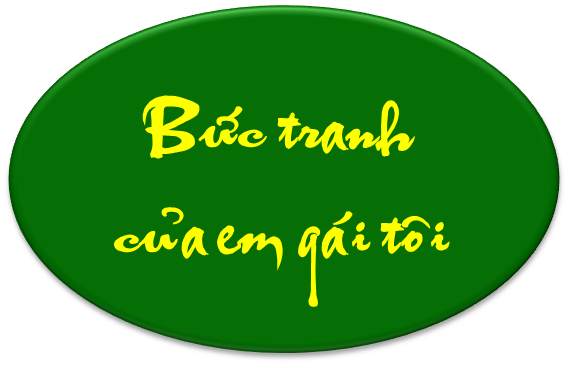 Bức tranh
của em gái tôi